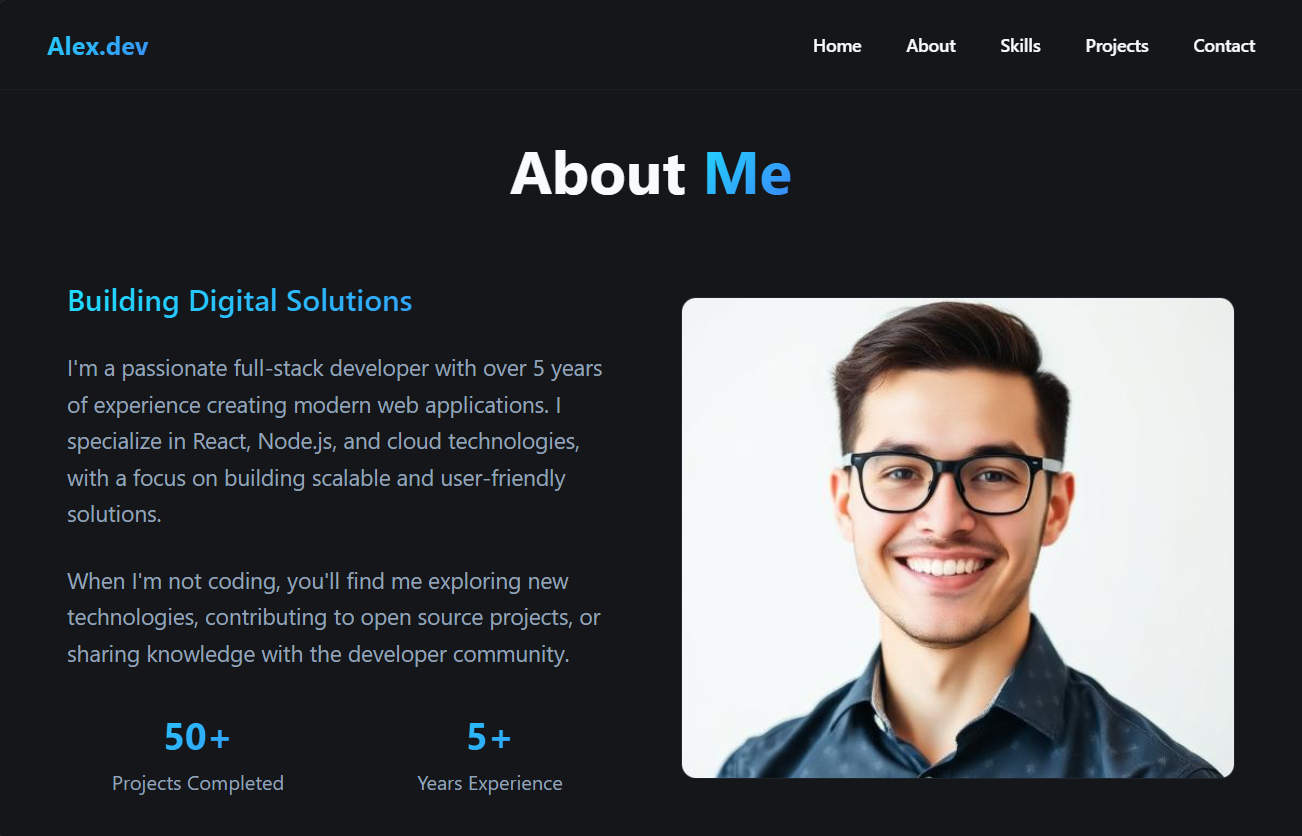 Alex.dev
Home About Skills Projects Contact
About Me
Building Digital Solutions
I'm a passionate full-stack developer with over 5 years
of experience creating modern web applications. I
specialize in React, Node.js, and cloud technologies,
with a focus on building scalable and user-friendly
solutions.
When I'm not coding, you'll find me exploring new
technologies, contributing to open source projects, or
sharing knowledge with the developer community.
50+
Projects Completed
5+
Years Experience